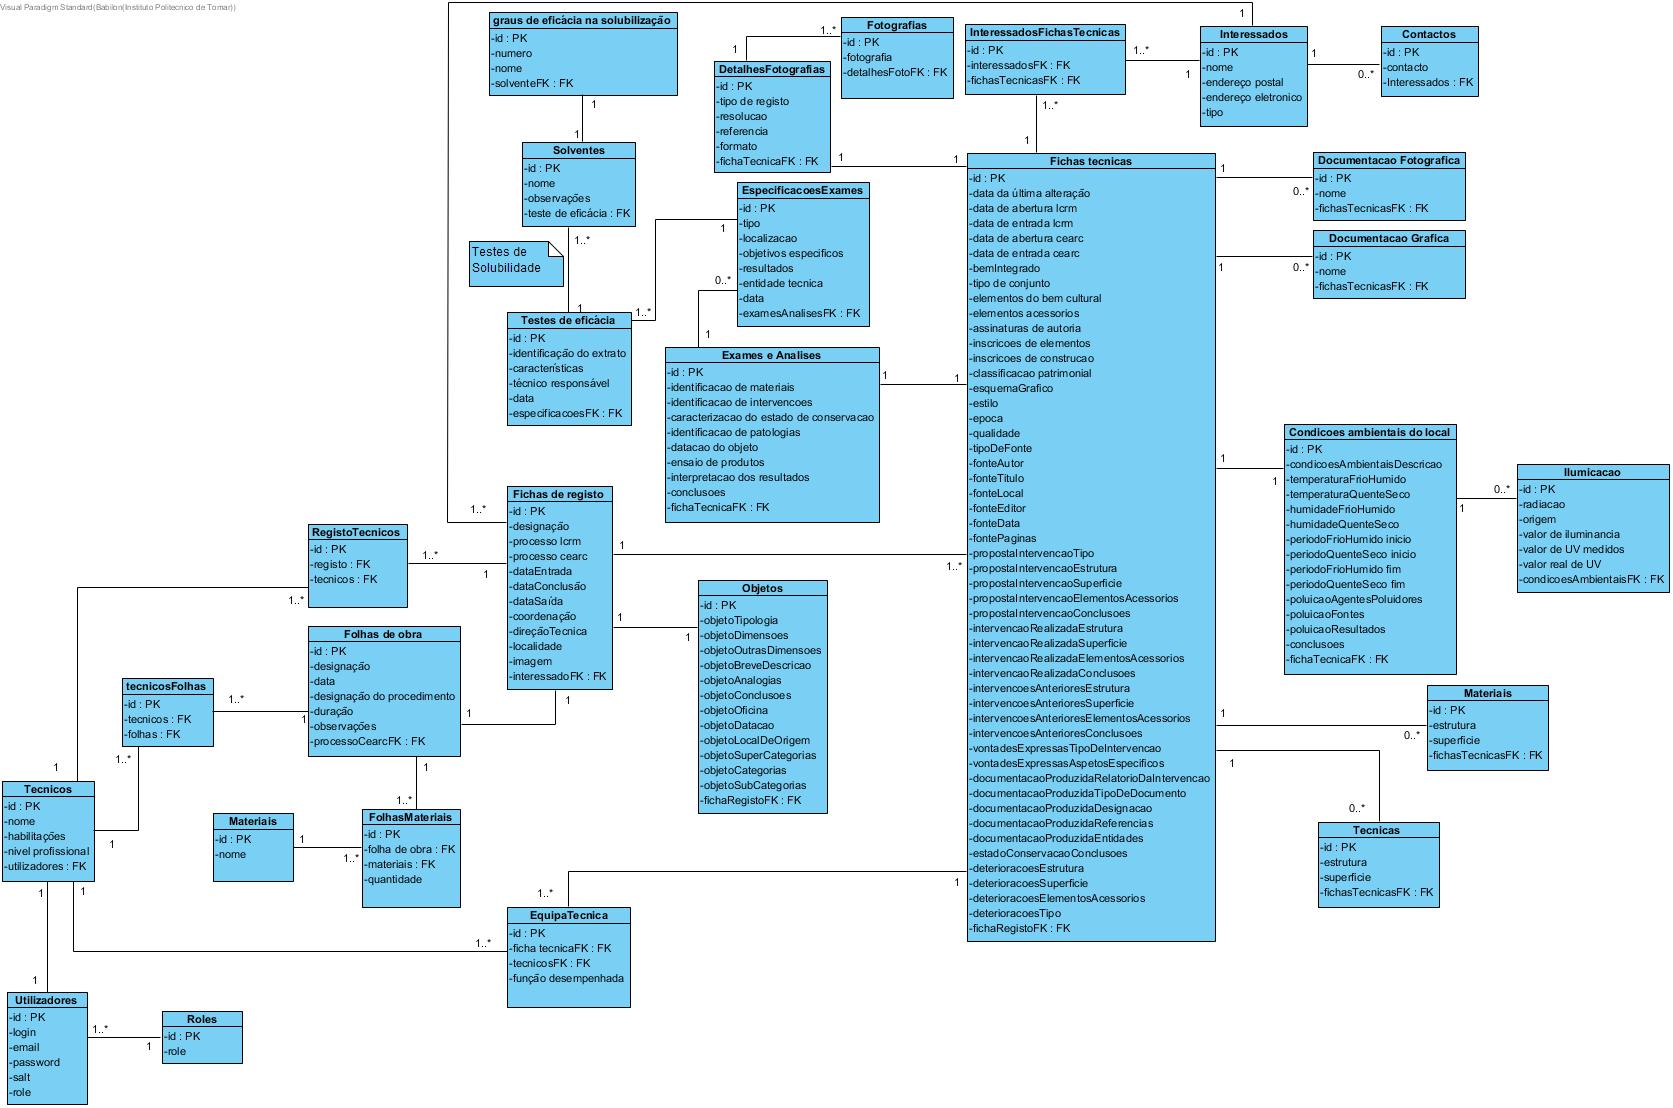 Visual Paradigm Standard(Babilon(Instituto Politecnico de Tomar))
graus de eficácia na solubilização
-id : PK
-numero
-nome
-solventeFK : FK
1
1
Solventes
-id : PK
-nome
-observações
-teste de eficácia : FK
1..*
1
Testes de
Solubilidade
Testes de eficácia
-id : PK
-identificação do extrato
-características
-técnico responsável
-data
-especificacoesFK : FK
1..*
1
Fotografias
-id : PK
-fotografia
-detalhesFotoFK : FK
1..*
1
DetalhesFotografias
-id : PK
-tipo de registo
-resolucao
-referencia
-formato
-fichaTecnicaFK : FK
1
1
EspecificacoesExames
-id : PK
-tipo
-localizacao
-objetivos especificos
-resultados
-entidade tecnica
-data
-examesAnalisesFK : FK
0..*
1
Exames e Analises
-id : PK
-identificacao de materiais
-identificacao de intervencoes
-caracterizacao do estado de conservacao
-identificacao de patologias
-datacao do objeto
-ensaio de produtos
-interpretacao dos resultados
-conclusoes
-fichaTecnicaFK : FK
1
1
InteressadosFichasTecnicas
-id : PK
-interessadosFK : FK
-fichasTecnicasFK : FK
1..*
1
1..*
1
Interessados
-id : PK
-nome
-endereço postal
-endereço eletronico
-tipo
1
1
0..*
Contactos
-id : PK
-contacto
-Interessados : FK
Fichas tecnicas
-id : PK
-data da última alteração
-data de abertura lcrm
-data de entrada lcrm
-data de abertura cearc
-data de entrada cearc
-bemIntegrado
-tipo de conjunto
-elementos do bem cultural
-elementos acessorios
-assinaturas de autoria
-inscricoes de elementos
-inscricoes de construcao
-classificacao patrimonial
-esquemaGrafico
-estilo
-epoca
-qualidade
-tipoDeFonte
-fonteAutor
-fonteTitulo
-fonteLocal
-fonteEditor
-fonteData
-fontePaginas
-propostaIntervencaoTipo
-propostaIntervencaoEstrutura
-propostaIntervencaoSuperficie
-propostaIntervencaoElementosAcessorios
-propostaIntervencaoConclusoes
-intervencaoRealizadaEstrutura
-intervencaoRealizadaSuperficie
-intervencaoRealizadaElementosAcessorios
-intervencaoRealizadaConclusoes
-intervencoesAnterioresEstrutura
-intervencoesAnterioresSuperficie
-intervencoesAnterioresElementosAcessorios
-intervencoesAnterioresConclusoes
-vontadesExpressasTipoDeIntervencao
-vontadesExpressasAspetosEspecificos
-documentacaoProduzidaRelatorioDaIntervencao
-documentacaoProduzidaTipoDeDocumento
-documentacaoProduzidaDesignacao
-documentacaoProduzidaReferencias
-documentacaoProduzidaEntidades
-estadoConservacaoConclusoes
-deterioracoesEstrutura
-deterioracoesSuperficie
-deterioracoesElementosAcessorios
-deterioracoesTipo
-fichaRegistoFK : FK
1
0..*
Documentacao Fotografica
-id : PK
-nome
-fichasTecnicasFK : FK
1
0..*
Documentacao Grafica
-id : PK
-nome
-fichasTecnicasFK : FK
1
1
Condicoes ambientais do local
-id : PK
-condicoesAmbientaisDescricao
-temperaturaFrioHumido
-temperaturaQuenteSeco
-humidadeFrioHumido
-humidadeQuenteSeco
-periodoFrioHumido inicio
-periodoQuenteSeco inicio
-periodoFrioHumido fim
-periodoQuenteSeco fim
-poluicaoAgentesPoluidores
-poluicaoFontes
-poluicaoResultados
-conclusoes
-fichaTecnicaFK : FK
0..*
1
Ilumicacao
-id : PK
-radiacao
-origem
-valor de iluminancia
-valor de UV medidos
-valor real de UV
-condicoesAmbientaisFK : FK
1
0..*
Materiais
-id : PK
-estrutura
-superficie
-fichasTecnicasFK : FK
1
0..*
Tecnicas
-id : PK
-estrutura
-superficie
-fichasTecnicasFK : FK
1..*
Fichas de registo
-id : PK
-designação
-processo lcrm
-processo cearc
-dataEntrada
-dataConclusão
-dataSaída
-coordenação
-direçãoTecnica
-localidade
-imagem
-interessadoFK : FK
1
1..*
1
1
Objetos
-id : PK
-objetoTipologia
-objetoDimensoes
-objetoOutrasDimensoes
-objetoBreveDescricao
-objetoAnalogias
-objetoConclusoes
-objetoOficina
-objetoDatacao
-objetoLocalDeOrigem
-objetoSuperCategorias
-objetoCategorias
-objetoSubCategorias
-fichaRegistoFK : FK
RegistoTecnicos
-id : PK
-registo : FK
-tecnicos : FK
1..*
1
1..*
1
Folhas de obra
-id : PK
-designação
-data
-designação do procedimento
-duração
-observações
-processoCearcFK : FK
1
1
tecnicosFolhas
-id : PK
-tecnicos : FK
-folhas : FK
1..*
1
1..*
1
Tecnicos
-id : PK
-nome
-habilitações
-nivel profissional
-utilizadores : FK
Materiais
-id : PK
-nome
1
1..*
FolhasMateriais
-id : PK
-folha de obra : FK
-materiais : FK
-quantidade
1
1..*
1..*
1
EquipaTecnica
-id : PK
-ficha tecnicaFK : FK
-tecnicosFK : FK
-função desempenhada
1
1..*
1
1
Utilizadores
-id : PK
-login
-email
-password
-salt
-role
1..*
1
Roles
-id : PK
-role